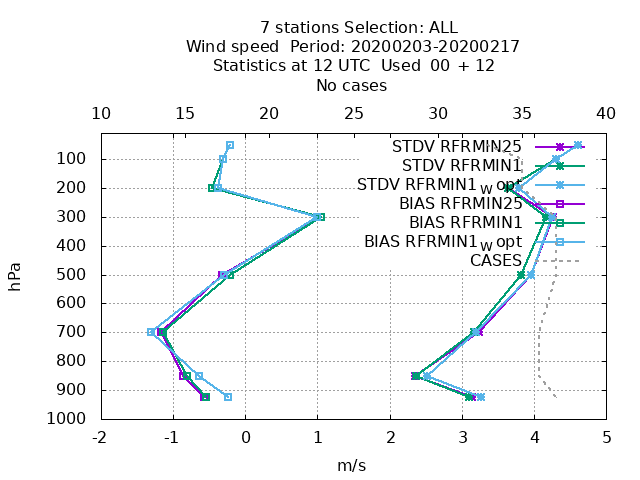 7 stations Selection: ALL
Wind speed  Period: 20200203-20200217
Statistics at 12 UTC  Used  00 + 12
No cases
10 15 20 25 30 35 40
STDV RFRMIN25
STDV RFRMIN1
STDV RFRMIN1_w opt
BIAS RFRMIN25
BIAS RFRMIN1
BIAS RFRMIN1_w opt
CASES
hPa
100
200
300
400
500
600
700
800
900
1000
-2 -1 0 1 2 3 4 5
m/s